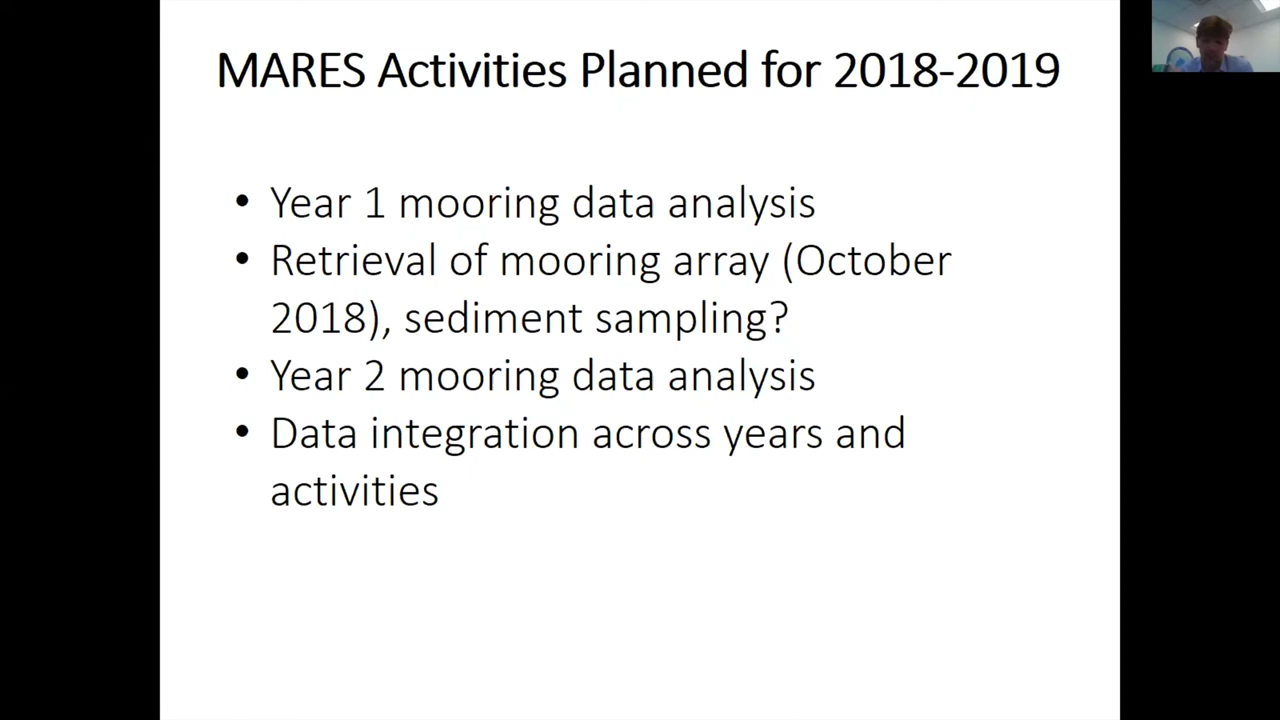 MARES Activities Planned for 2018-2019
• Year 1 mooring data analysis
• Retrieval of mooring array (October
2018), sediment sampling?
• Year 2 mooring data analysis
• Data integration across years and
activities